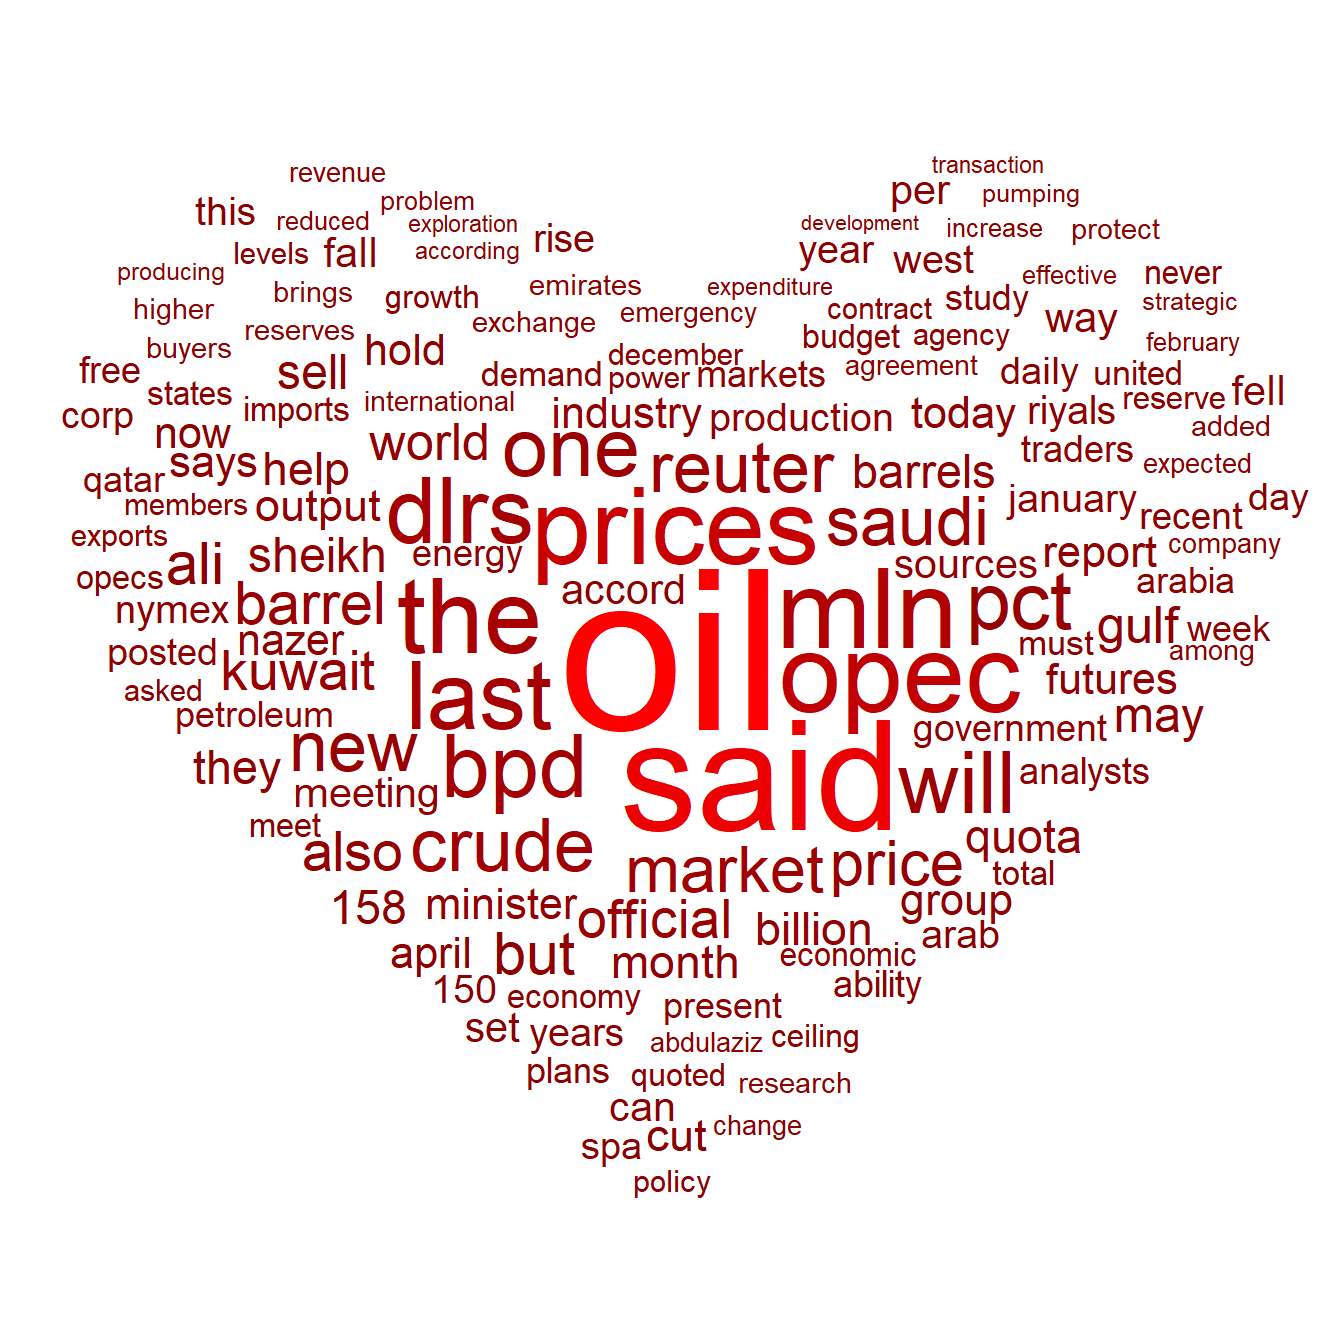 transaction
revenue per pumping
this reduced problem exploration development increase protect
levels fall according rise year west
producing brings emirates expenditure effective never
higher growth exchange emergency contract study way strategic
reserves budget agency february
buyers hold december agreement
free states sell demand power markets daily united fell
corp imports international industry production today riyals reserve added
now world one reuter barrels traders
qatar says help expected
members output dlrs prices saudi january recent day
exports sheikh energy sources report company
opecs ali accord arabia
nymex barrel the oil mln pct gulf week
posted nazer must among
kuwait last opec futures
asked
petroleum government may
they new bpd said will analysts
meeting
meet also crude quota
market price total
158 minister official billion group arab
april but month economic
150 economy present ability
set years abdulaziz ceiling
plans quoted research
can
spa cut change
policy